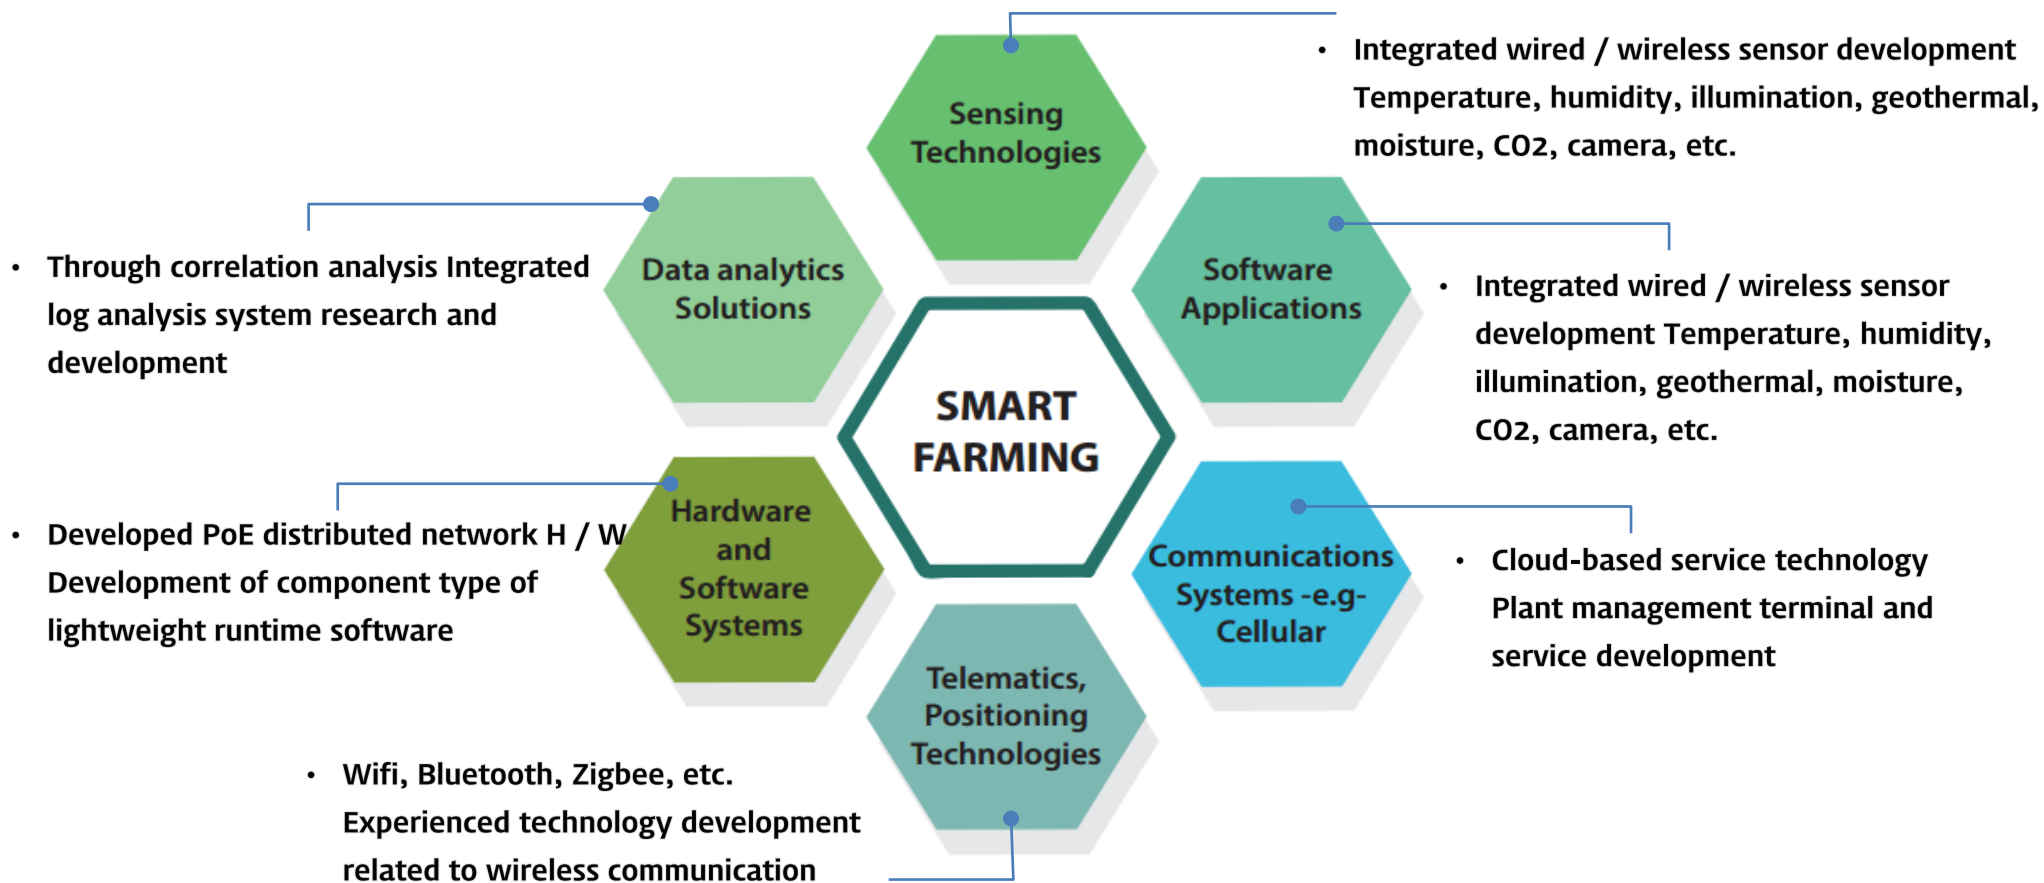 Sensing
Technologies
• Integrated wired / wireless sensor development
Temperature, humidity, illumination, geothermal,
moisture, CO2, camera, etc.
Data analytics
Solutions
• Through correlation analysis Integrated
log analysis system research and
development
Software
Applications
• Integrated wired / wireless sensor
development Temperature, humidity,
illumination, geothermal, moisture,
CO2, camera, etc.
SMART
FARMING
Hardware
and
Software
Systems
• Developed PoE distributed network H / W
Development of component type of
lightweight runtime software
Communications
Systems -e.g-
Cellular
• Cloud-based service technology
Plant management terminal and
service development
Telematics,
Positioning
Technologies
• Wifi, Bluetooth, Zigbee, etc.
Experienced technology development
related to wireless communication